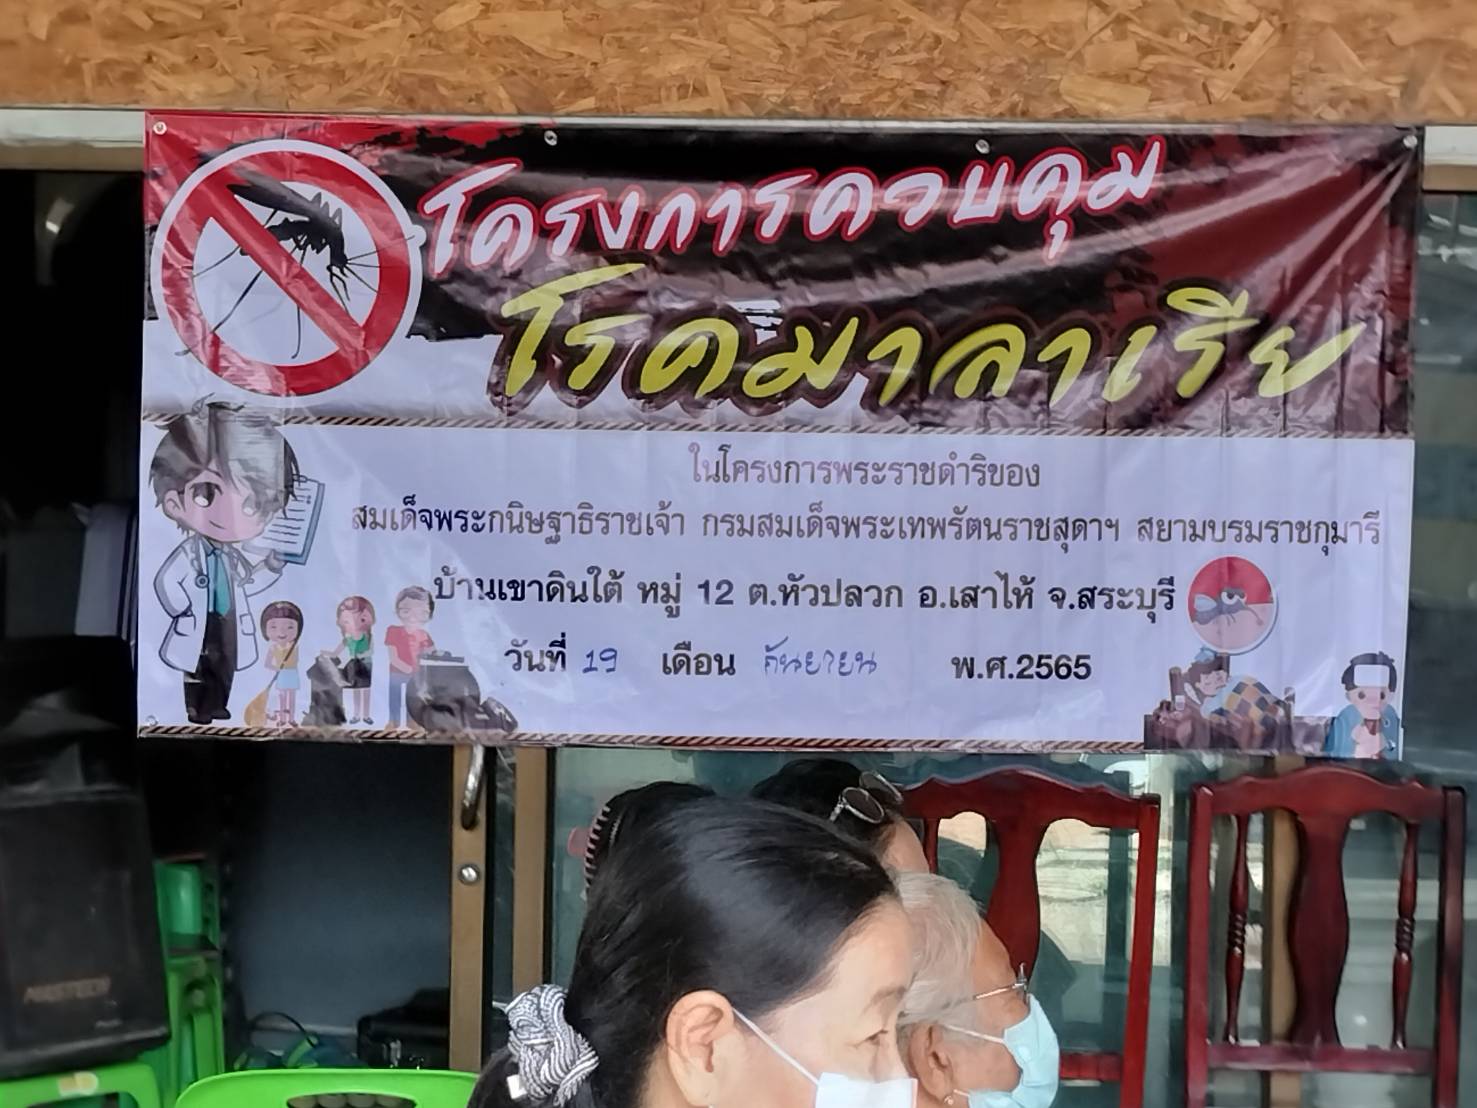 โครงการควบคุม
โรคมาลาเรีย
ในโครงการพระราชดำริของ
สมเด็จพระกนิษฐาธิราชเจ้า กรมสมเด็จพระเทพรัตนราชสุดาฯ สยามบรมราชกุมารี
บ้านเขาดินใต้ หมู่ 12 ต.หัวปลวก อ.เสาไห้ จ.สระบุรี
วันที่ 19 เดือน กันยายน พ.ศ.2565